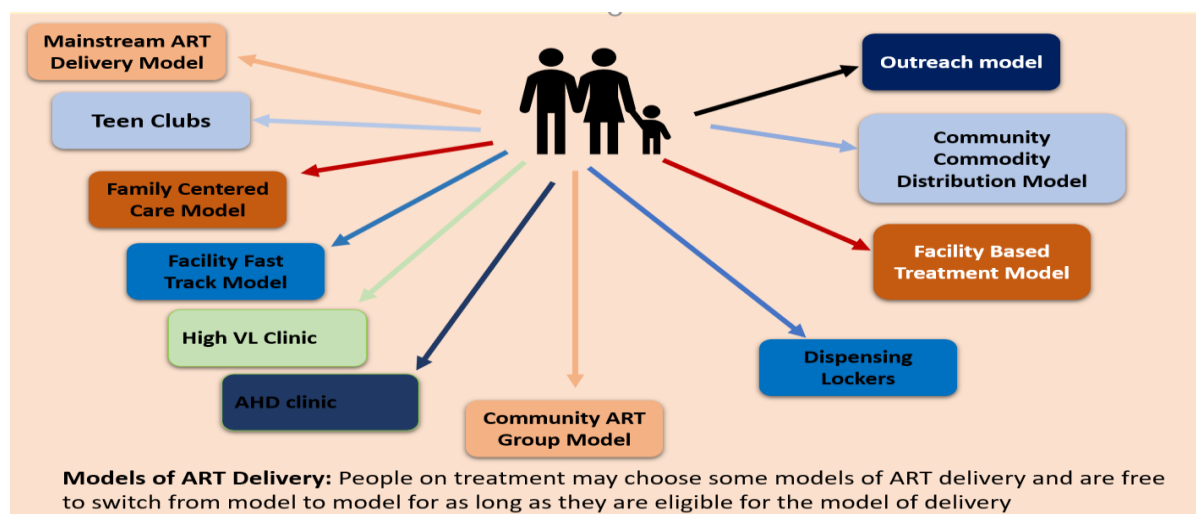 Mainstream ART
Delivery Model
Teen Clubs
Family Centered
Care Model
Facility Fast
Track Model
High VL Clinic
AHD clinic
Community ART
Group Model
Outreach model
Community
Commodity
Distribution Model
Facility Based
Treatment Model
Dispensing
Lockers
Models of ART Delivery: People on treatment may choose some models of ART delivery and are free
to switch from model to model for as long as they are eligible for the model of delivery